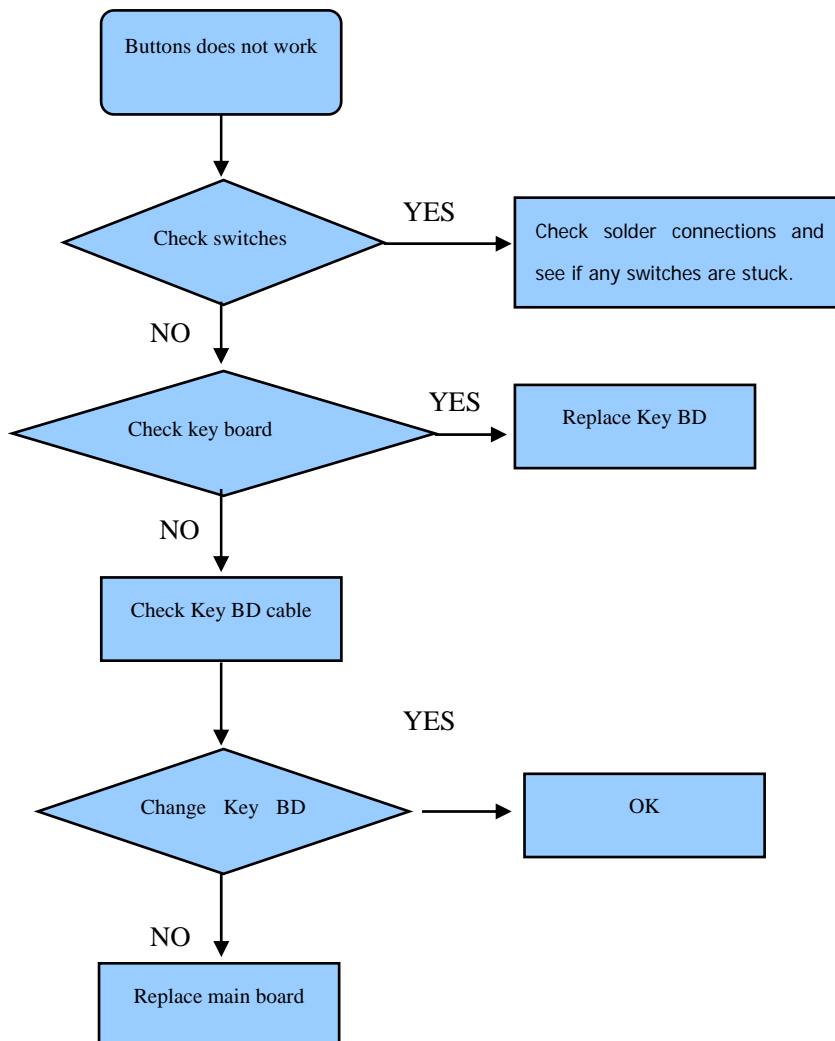 Buttons does not work
YES
Check switches
Check solder connections and
see if any switches are stuck.
NO
YES
Check key board
Replace Key BD
NO
Check Key BD cable
YES
Change Key BD
OK
NO
Replace main board